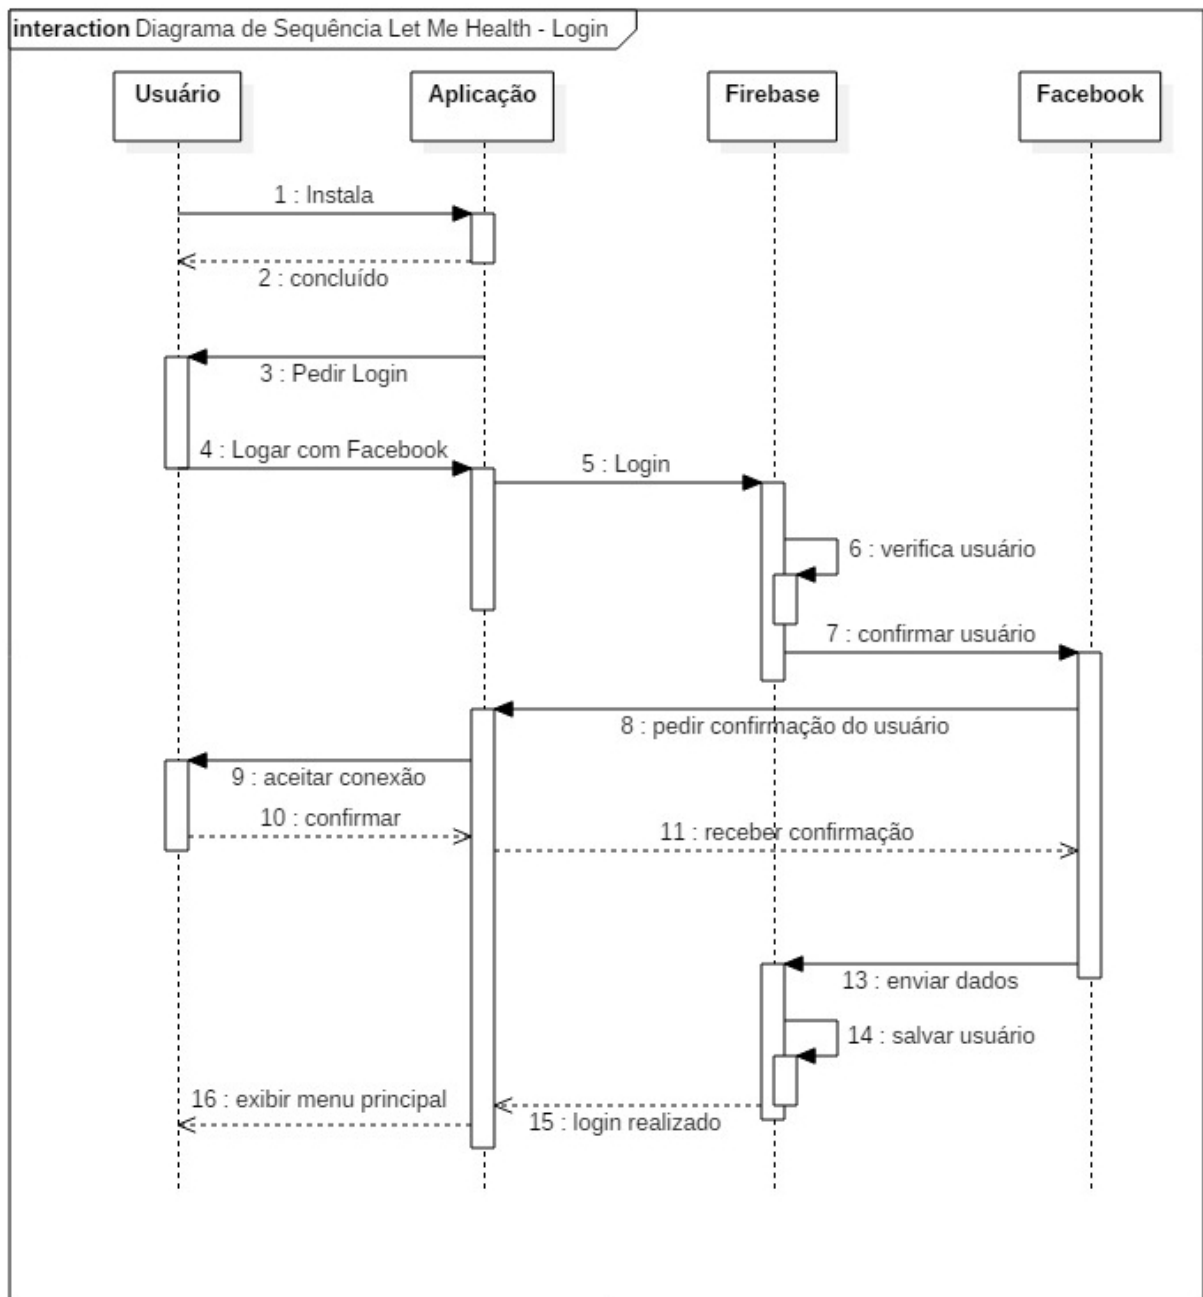 interaction Diagrama de Sequência Let Me Health - Login
Usuário
Aplicação
Firebase
Facebook
1 : Instala
2 : concluído
3 : Pedir Login
4 : Logar com Facebook
5 : Login
6 : verifica usuário
7 : confirmar usuário
8 : pedir confirmação do usuário
9 : aceitar conexão
10 : confirmar
11 : receber confirmação
13 : enviar dados
14 : salvar usuário
16 : exibir menu principal
15 : login realizado